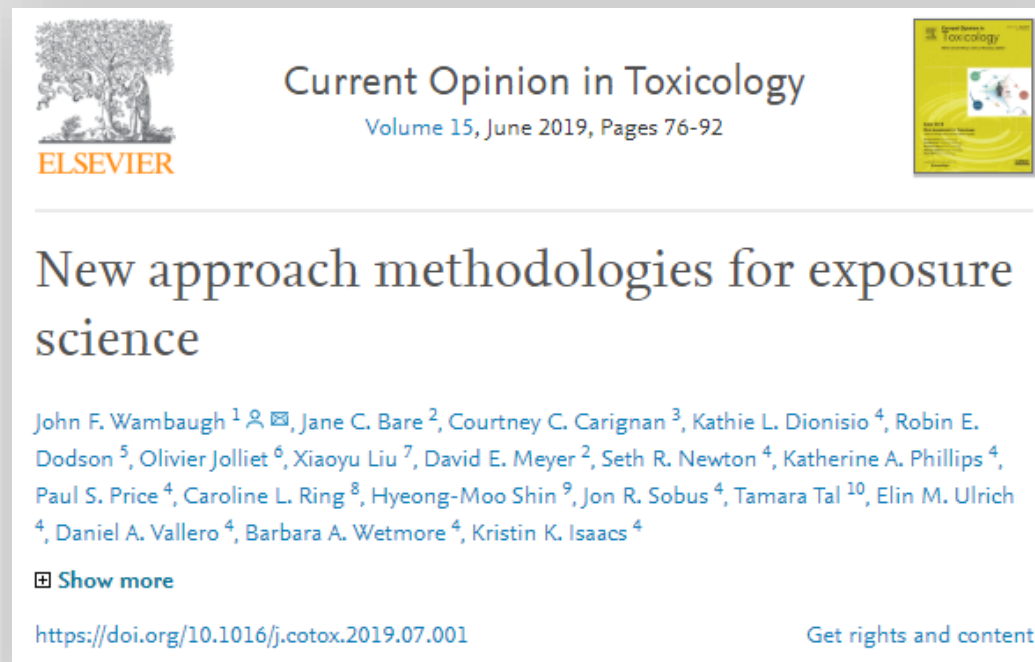 Current Opinion in Toxicology
Volume 15, June 2019, Pages 76-92
ELSEVIER
Toxicology
New approach methodologies for exposure
science
John F. Wambaugh 1, Jane C. Bare 2, Courtney C. Carignan 3, Kathie L. Dionisio 4, Robin E.
Dodson 5, Olivier Jolliet 6, Xiaoyu Liu 7, David E. Meyer 2, Seth R. Newton 4, Katherine A. Phillips 4,
Paul S. Price 4, Caroline L. Ring 8, Hyeong-Moo Shin 9, Jon R. Sobus 4, Tamara Tal 10, Elin M. Ulrich
4, Daniel A. Vallero 4, Barbara A. Wetmore 4, Kristin K. Isaacs 4
Show more
https://doi.org/10.1016/j.cotox.2019.07.001
Get rights and content